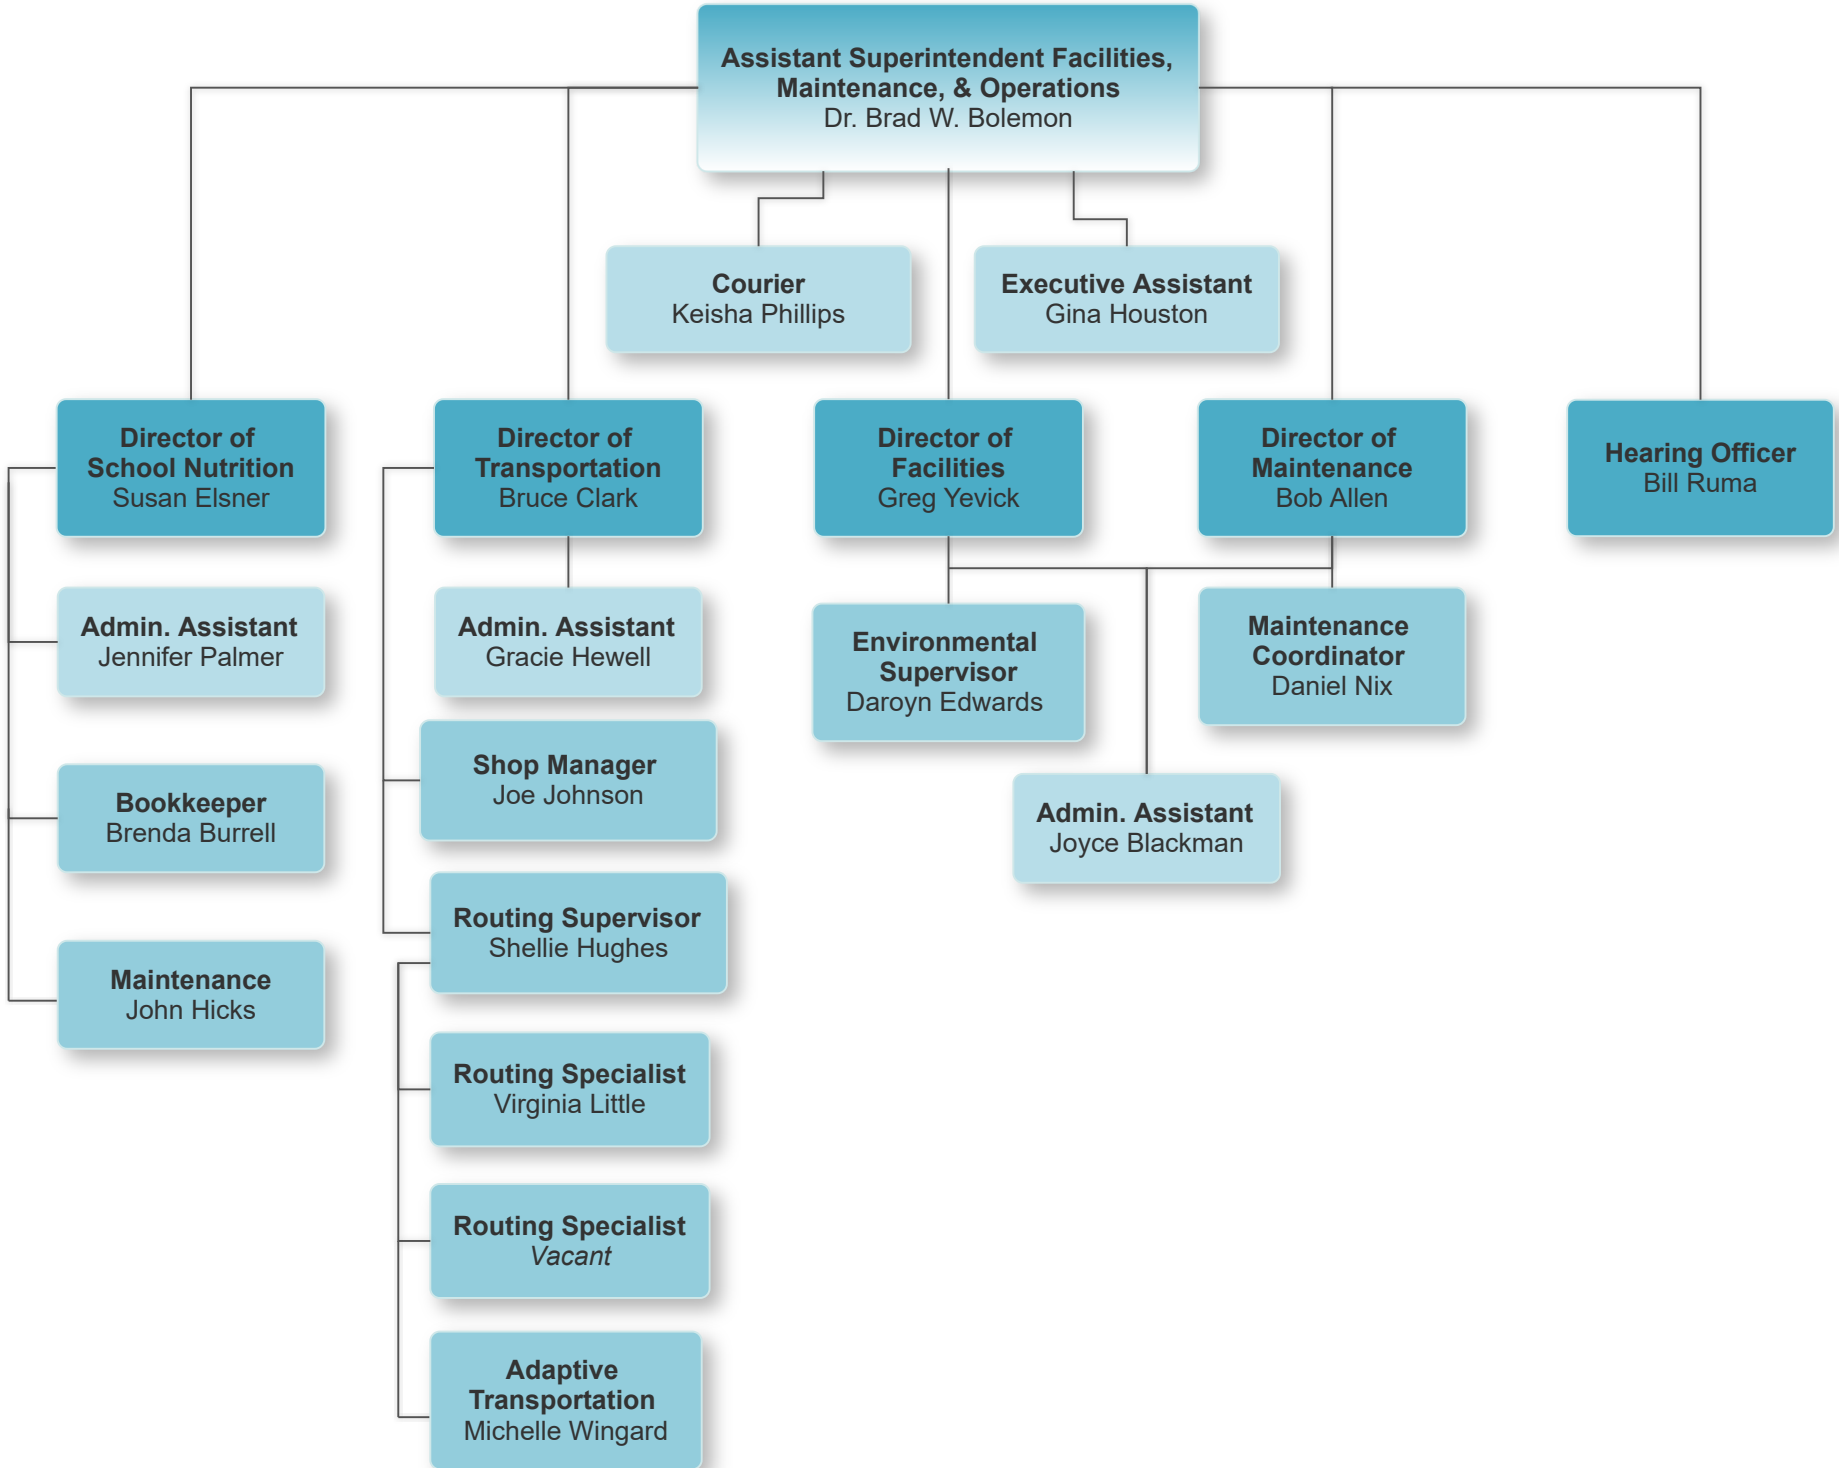 Assistant Superintendent Facilities,
Maintenance, & Operations
Dr. Brad W. Bolemon
Courier
Keisha Phillips
Executive Assistant
Gina Houston
Director of
School Nutrition
Susan Elsner
Director of
Transportation
Bruce Clark
Director of
Facilities
Greg Yevick
Director of
Maintenance
Bob Allen
Hearing Officer
Bill Ruma
Admin. Assistant
Jennifer Palmer
Admin. Assistant
Gracie Hewell
Environmental
Supervisor
Daroyn Edwards
Maintenance
Coordinator
Daniel Nix
Shop Manager
Joe Johnson
Bookkeeper
Brenda Burrell
Admin. Assistant
Joyce Blackman
Routing Supervisor
Shellie Hughes
Maintenance
John Hicks
Routing Specialist
Virginia Little
Routing Specialist
Vacant
Adaptive
Transportation
Michelle Wingard